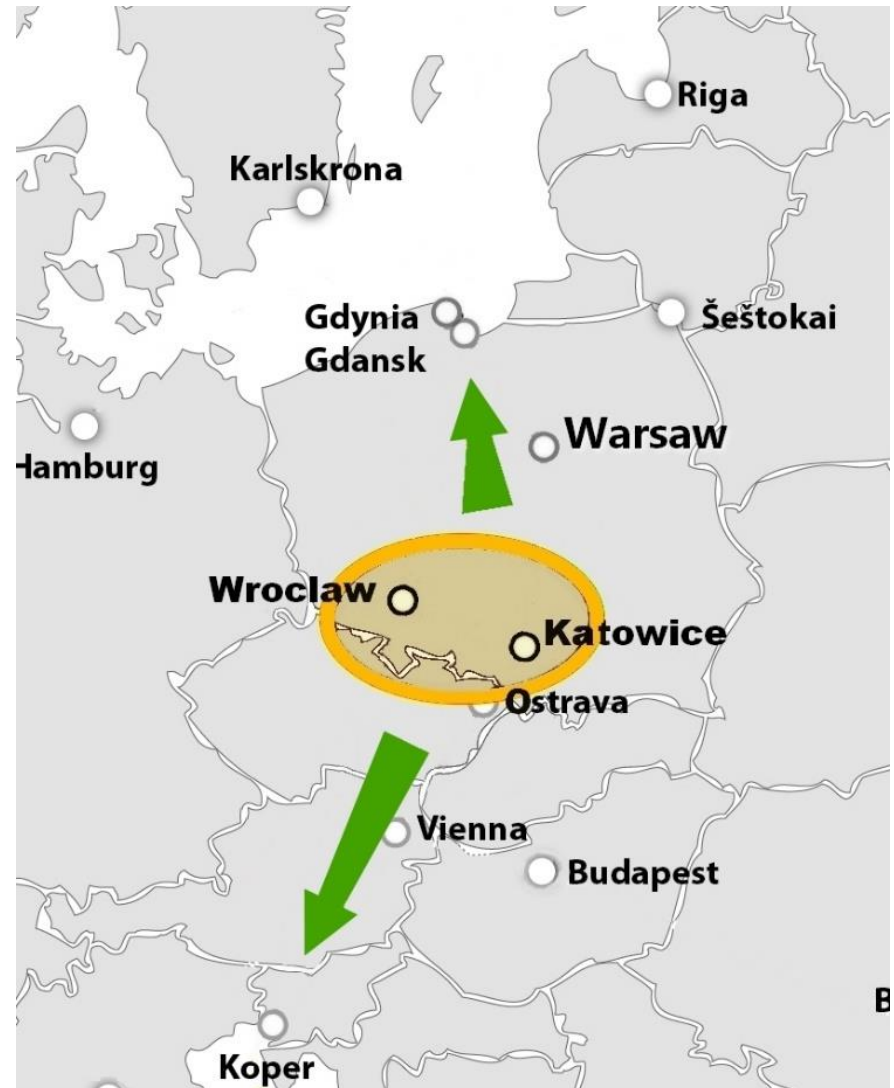 Riga
Karlskrona
Gdynia
Šeštokai
Gdansk
Warsaw
Hamburg
Wroclaw
Katowice
Ostrava
Vienna
Budapest
B
Koper